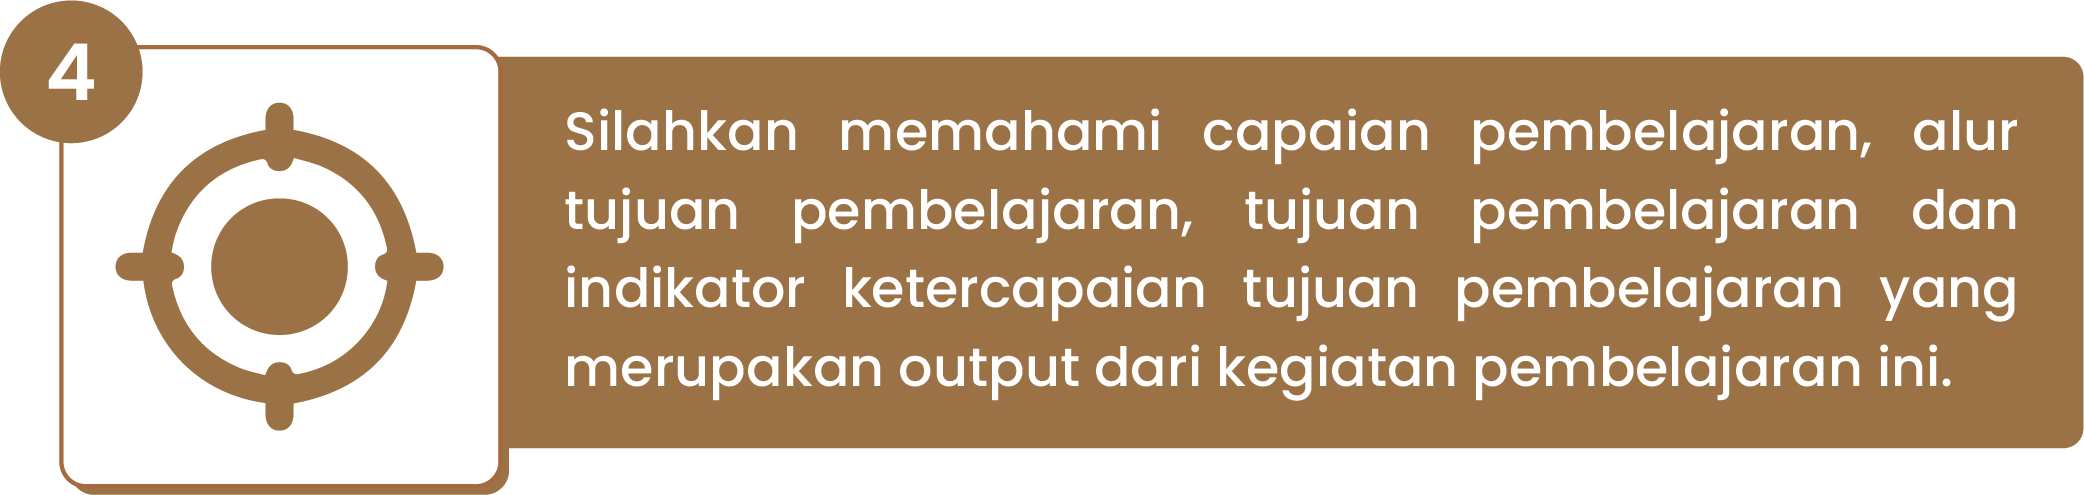 4
Silahkan memahami capaian pembelajaran, alur
tujuan pembelajaran, tujuan pembelajaran dan
indikator ketercapaian tujuan pembelajaran yang
merupakan output dari kegiatan pembelajaran ini.